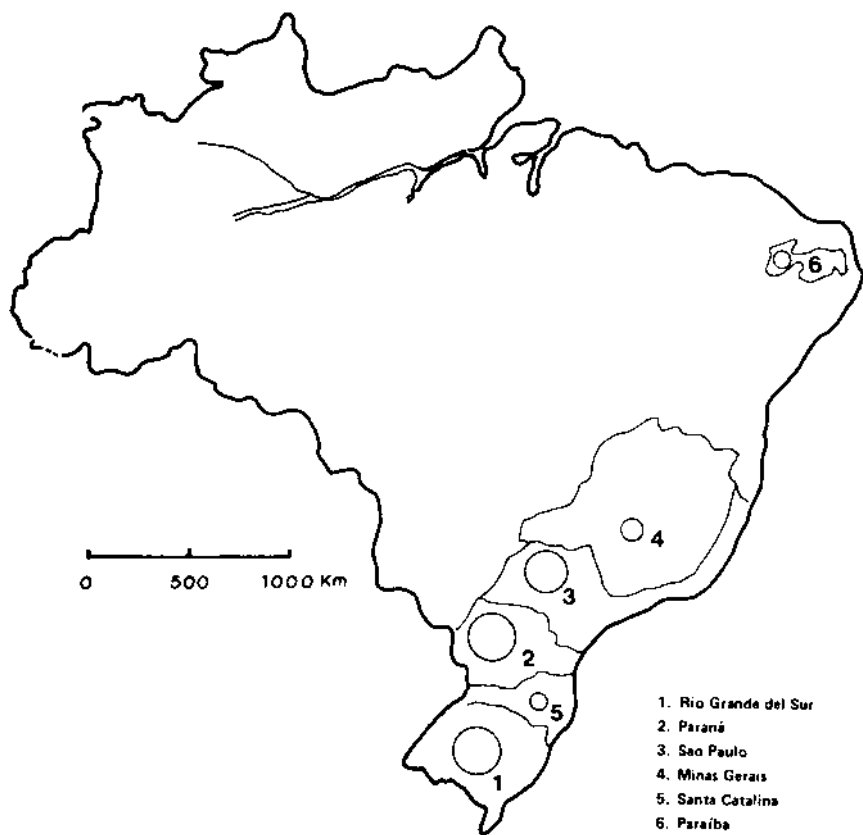 6
4
3
2
5
1
0 500 1000 Km
1. Rio Grande del Sur
2. Paraná
3. Sao Paulo
4. Minas Gerais
5. Santa Catalina
6. Paraíba